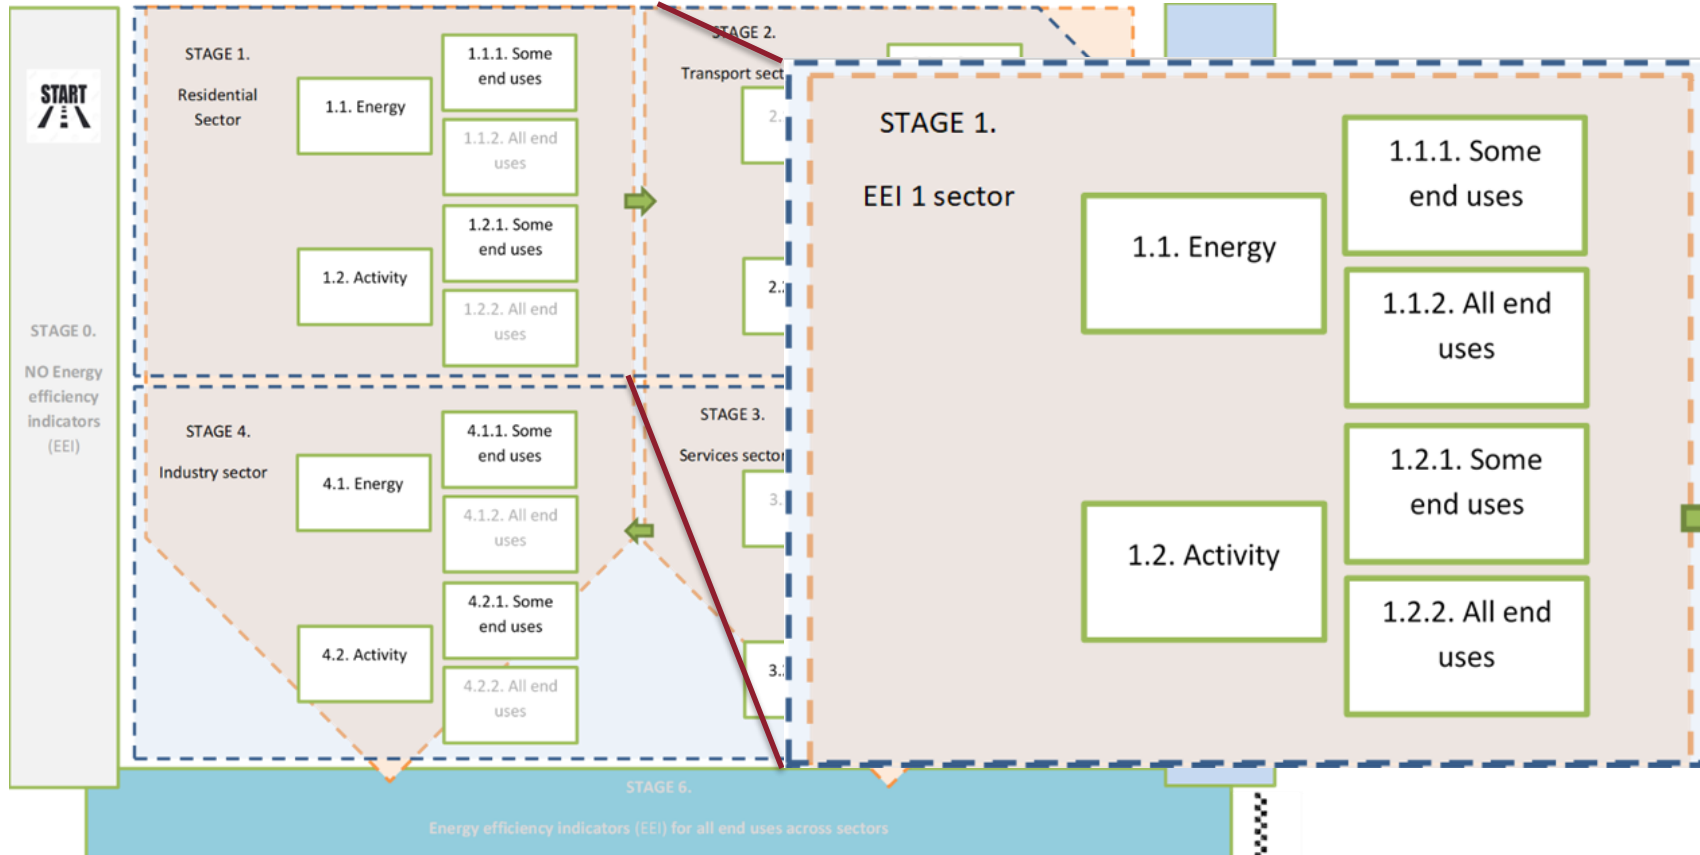 START
STAGE 0.
NO Energy
efficiency
indicators
(EEI)
STAGE 1.
Residential
Sector
1.1. Energy
1.1.1. Some
end uses
1.1.2. All end
uses
1.2. Activity
1.2.1. Some
end uses
1.2.2. All end
uses
STAGE 2.
Transport sect
2.
2.
STAGE 4.
Industry sector
4.1. Energy
4.1.1. Some
end uses
4.1.2. All end
uses
4.2. Activity
4.2.1. Some
end uses
4.2.2. All end
uses
STAGE 3.
Services sector
3.
3.
STAGE 1.
EEI 1 sector
1.1. Energy
1.1.1. Some
end uses
1.1.2. All end
uses
1.2. Activity
1.2.1. Some
end uses
1.2.2. All end
uses
STAGE 6.
Energy efficiency indicators (EEI) for all end uses across sectors